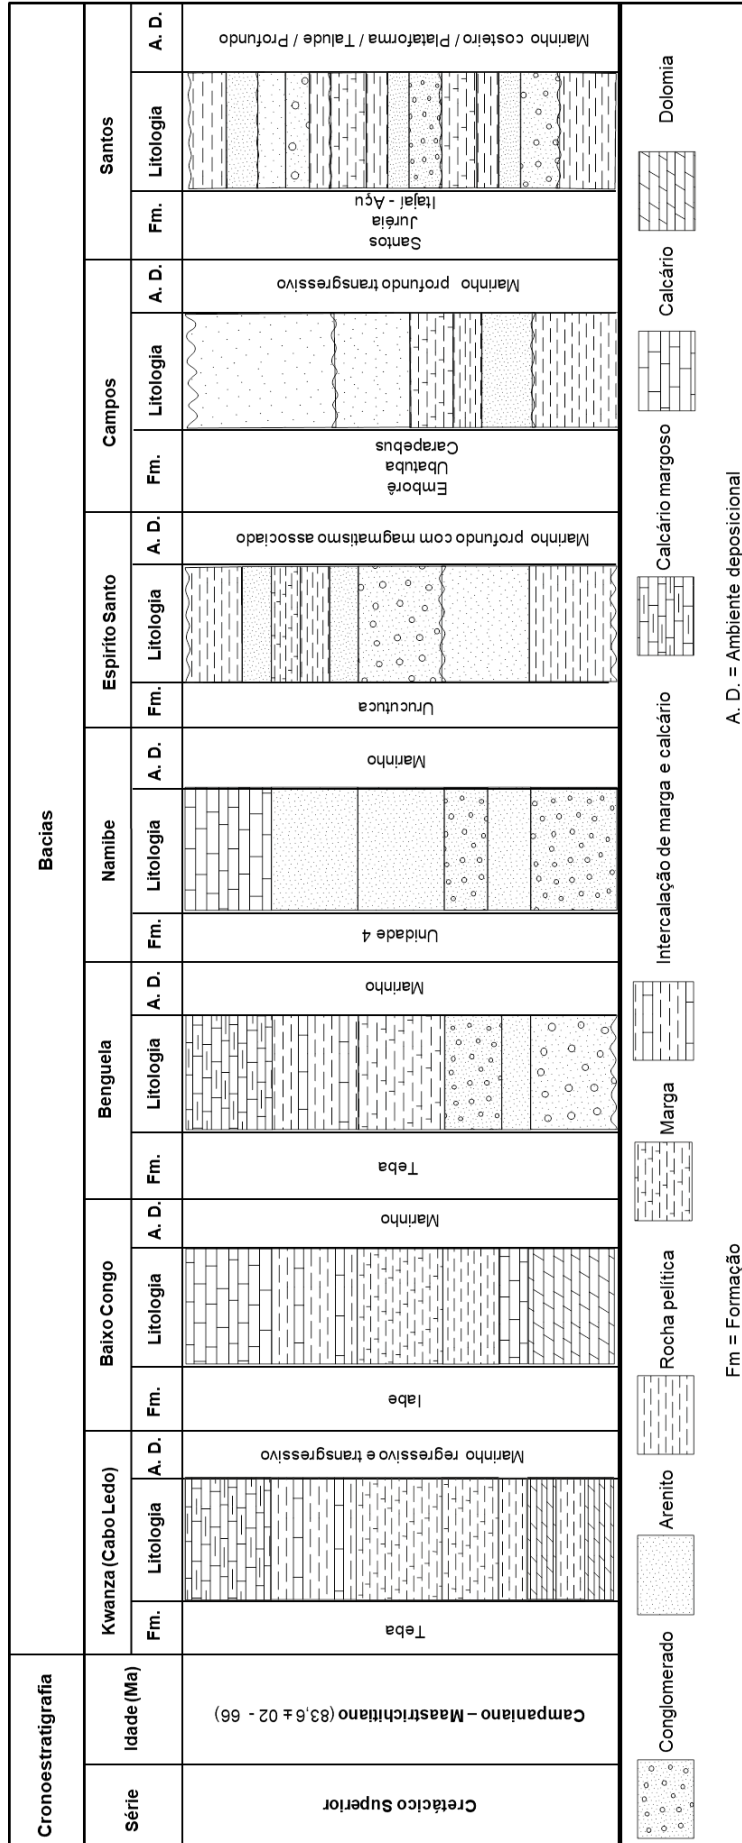 Cronoestratigrafia
Bacias
Série
Idade (Ma)
Kwanza (Cabo Ledo)
Baixo Congo
Benguela
Namibe
Espirito Santo
Campos
Santos
Fm.
Litologia
A. D.
Fm.
Litologia
A. D.
Fm.
Litologia
A. D.
Fm.
Litologia
A. D.
Fm.
Litologia
A. D.
Fm.
Litologia
A. D.
Fm.
Litologia
A. D.
Cretácico Superior
Campaniano – Maastrichitiano (83,6 ± 02 - 66)
Teba
Marinho regressivo e transgressivo
Iabe
Marinho
Teba
Marinho
Unidade 4
Marinho
Urucutuca
Marinho profundo com magmatismo associado
Emborê
Ubatuba
Carapebus
Marinho profundo transgressivo
Santos
Juréia
Itajaí - Açu
Marinho costeiro / Plataforma / Talude / Profundo
Conglomerado
Arenito
Rocha pelítica
Marga
Intercalação de marga e calcário
Calcário margoso
Calcário
Dolomia
Fm = Formação
A. D. = Ambiente deposicional